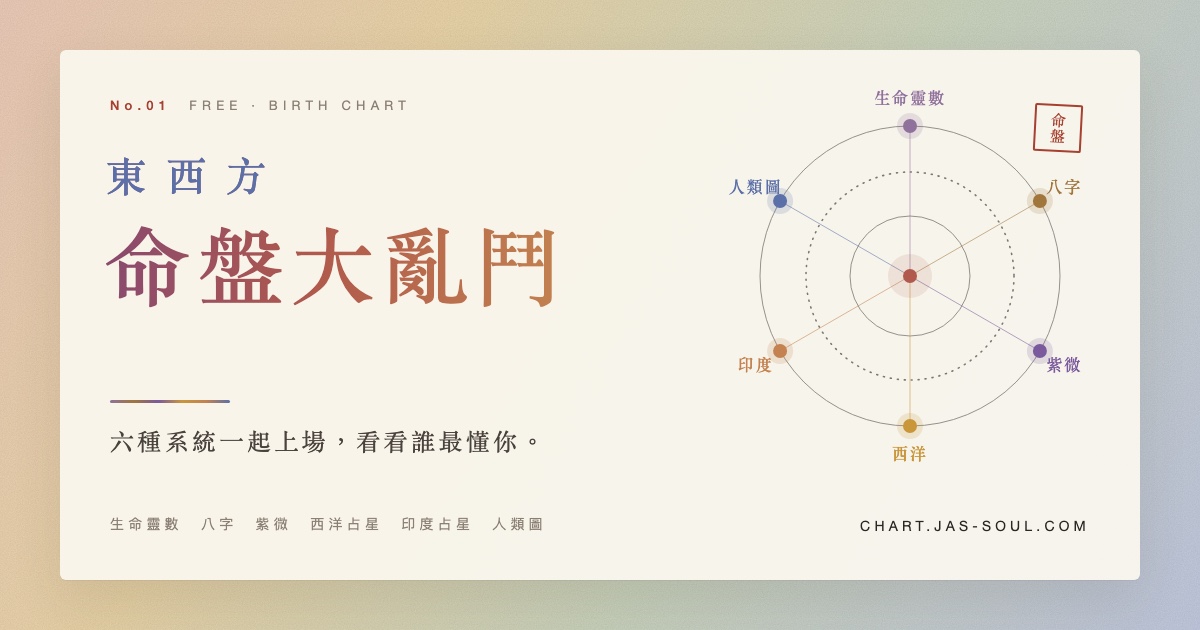 No.01 FREE · BIRTH CHART
東西方
命盤大亂鬥
六種系統一起上場，看看誰最懂你。
生命靈數 八字 紫微 西洋占星 印度占星 人類圖
生命靈數
命盤
人類圖
八字
印度
紫微
西洋
CHART.JAS-SOUL.COM